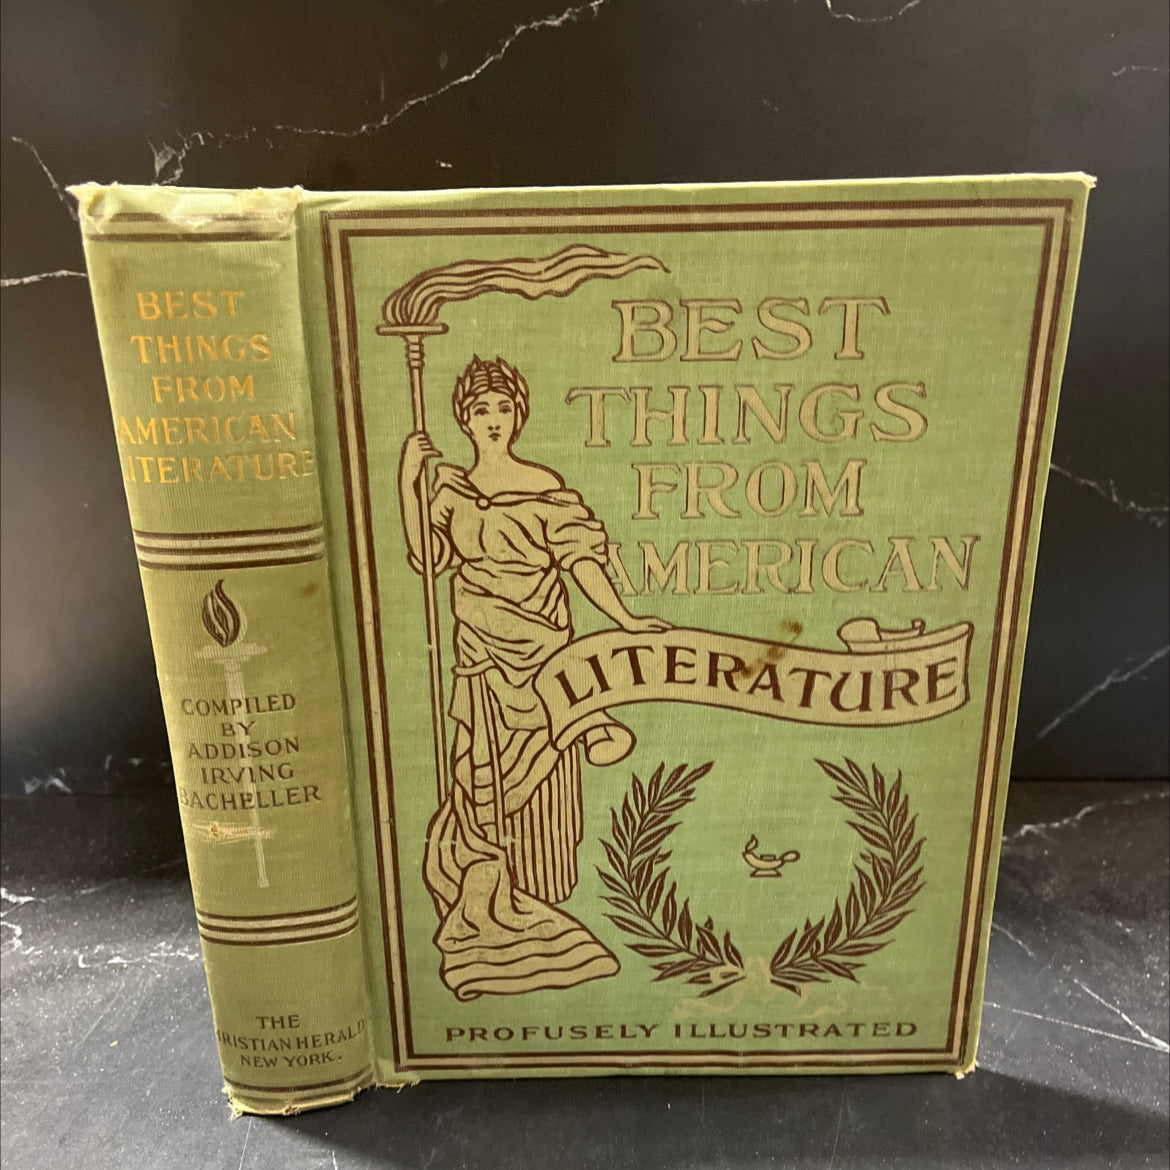 BEST
THINGS
FROM
AMERICAN
LITERATURE
COMPILED
BY
ADDISON
IRVING
BACHELLER
THE
CHRISTIAN HERALD
NEW YORK.
BEST
THINGS
FROM
AMERICAN
LITERATURE
PROFUSELY ILLUSTRATED